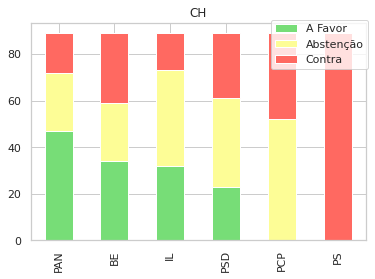 CH
A Favor
Abstenção
Contra
80
60
40
20
0
PAN
BE
IL
PSD
PCP
PS